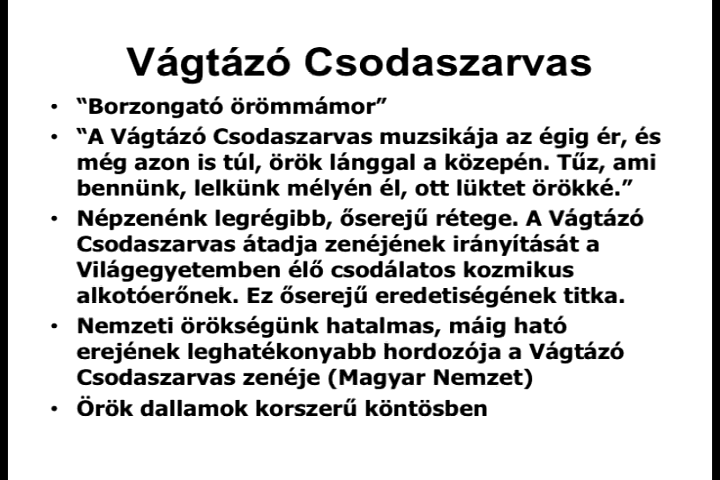 Vágtázó Csodaszarvas
• “Borzongató örömmámor”
• “A Vágtázó Csodaszarvas muzsikája az égig ér, és
még azon is túl, örök lánggal a közepén. Tűz, ami
bennünk, lelkünk mélyén él, ott lüktet örökké.”
• Népzenénk legrégibb, őserejű rétege. A Vágtázó
Csodaszarvas átadja zenéjének irányítását a
Világegyetemben élő csodálatos kozmikus
alkotóerőnek. Ez őserejű eredetiségének titka.
• Nemzeti örökségünk hatalmas, máig ható
erejének leghatékonyabb hordozója a Vágtázó
Csodaszarvas zenéje (Magyar Nemzet)
• Örök dallamok korszerű köntösben